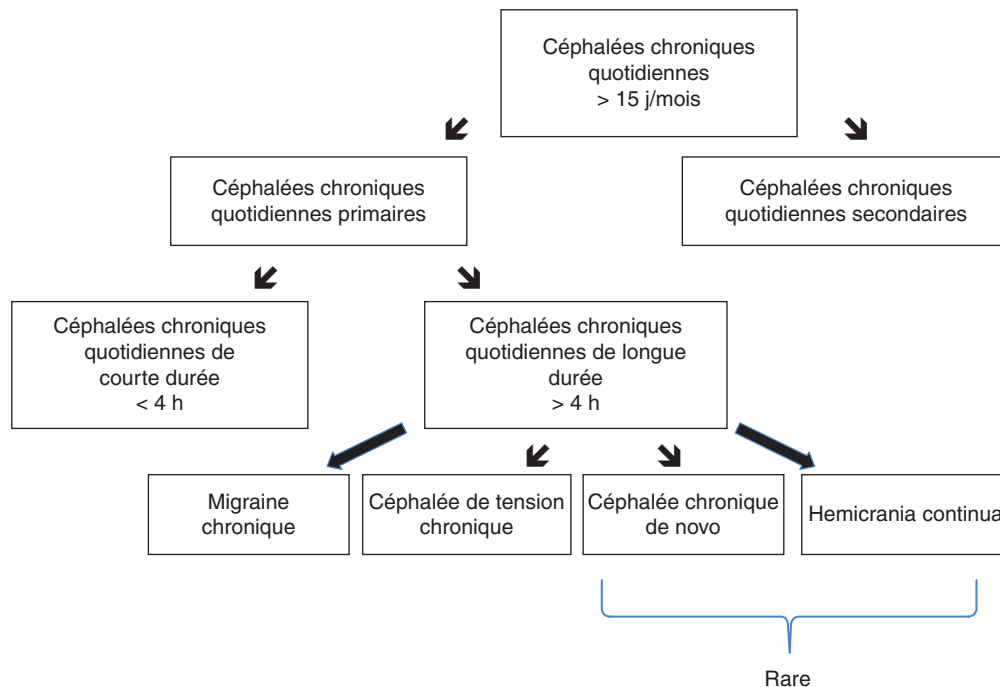 Céphalées chroniques
quotidiennes
> 15 j/mois
Céphalées chroniques
quotidiennes primaires
Céphalées chroniques
quotidiennes secondaires
Céphalées chroniques
quotidiennes de
courte durée
< 4 h
Céphalées chroniques
quotidiennes de longue
durée
> 4 h
Migraine
chronique
Céphalée de tension
chronique
Céphalée chronique
de novo
Hemicrania continua
Rare